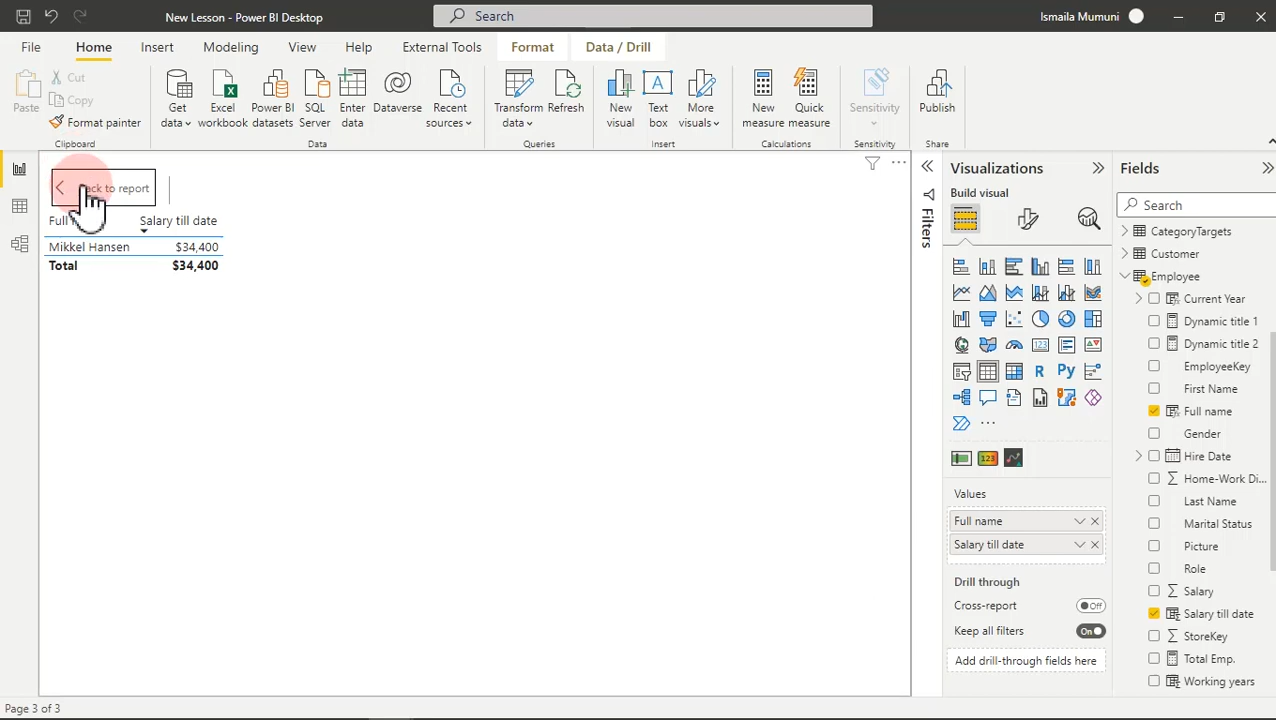 New Lesson - Power BI Desktop
Search
Ismaila Mumuni
File Home Insert Modeling View Help External Tools Format Data / Drill
Paste
Cut
Copy
Format painter
Get data
Excel workbook
Power BI datasets
SQL Server
Enter data
Dataverse
Recent sources
Transform data
Refresh
New visual
Text box
More visuals
New measure
Quick measure
Sensitivity
Publish
Clipboard Data Queries Insert Calculations Sensitivity Share
to report
Salary till date
Mikkel Hansen $34,400
Total $34,400
Filters
Visualizations
Build visual
R Py
123
123
Values
Full name
Salary till date
Drill through
Cross-report Off
Keep all filters On
Add drill-through fields here
Fields
Search
CategoryTargets
Customer
Employee
Current Year
Dynamic title 1
Dynamic title 2
EmployeeKey
First Name
Full name
Gender
Hire Date
Home-Work Di...
Last Name
Marital Status
Picture
Role
Salary
Salary till date
StoreKey
Total Emp.
Working years
Page 3 of 3